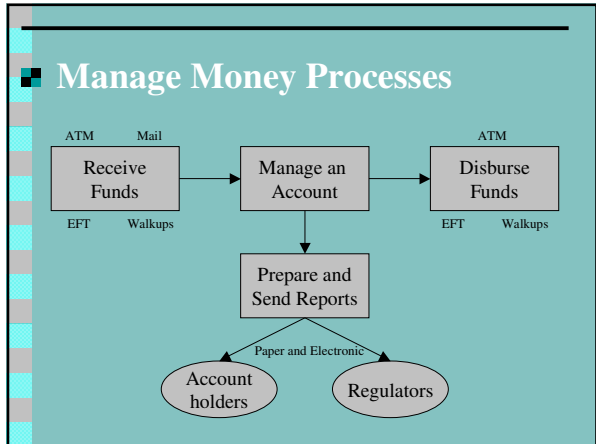 Manage Money Processes
ATM Mail
Receive
Funds
EFT Walkups
Manage an
Account
ATM
Disburse
Funds
EFT Walkups
Prepare and
Send Reports
Paper and Electronic
Account
holders
Regulators